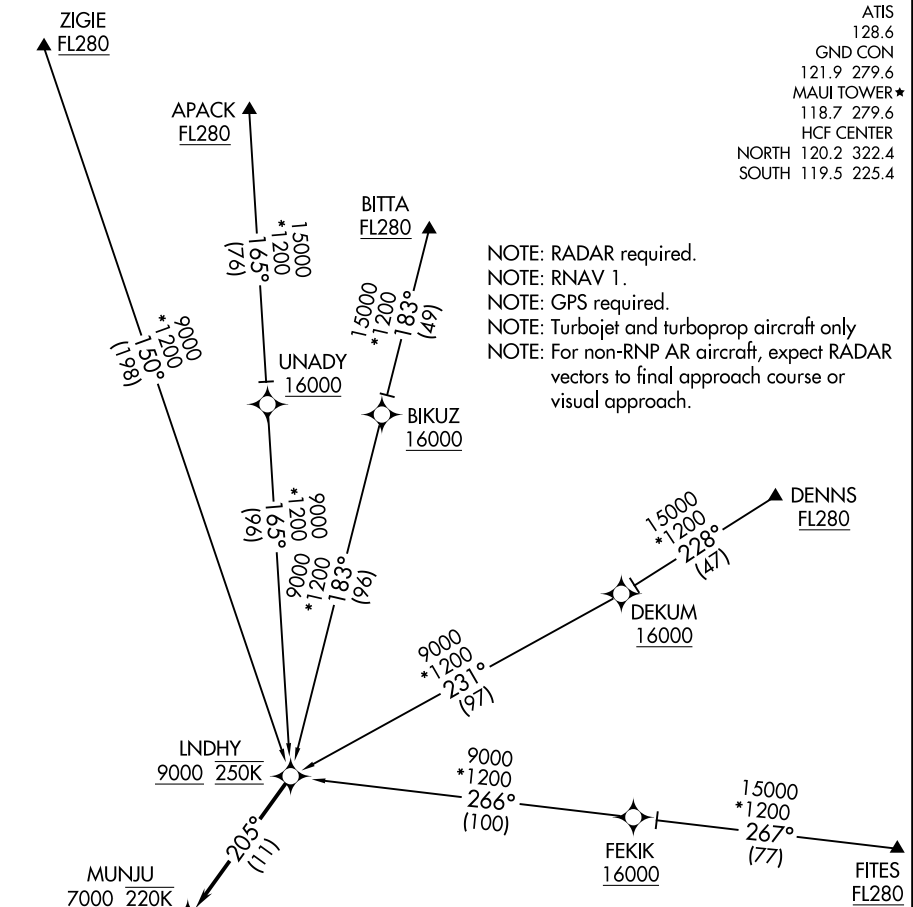 ZIGIE
FL280
ATIS
128.6
GND CON
121.9 279.6
MAUI TOWER★
118.7 279.6
HCF CENTER
NORTH 120.2 322.4
SOUTH 119.5 225.4
APACK
FL280
BITTA
FL280
15000
*1200
165°
(76)
15000
*1200
183°
(49)
NOTE: RADAR required.
NOTE: RNAV 1.
NOTE: GPS required.
NOTE: Turbojet and turboprop aircraft only
NOTE: For non-RNP AR aircraft, expect RADAR
vectors to final approach course or
visual approach.
9000
*1200
150°
(198)
UNADY
16000
BIKUZ
16000
9000
*1200
165°
(96)
9000
*1200
183°
(96)
DENNS
FL280
15000
*1200
228°
(47)
DEKUM
16000
9000
*1200
231°
(97)
LNDHY
9000 250K
9000
*1200
266°
(100)
15000
*1200
267°
(77)
FEKIK
16000
FITES
FL280
205°
(11)
MUNJU
7000 220K